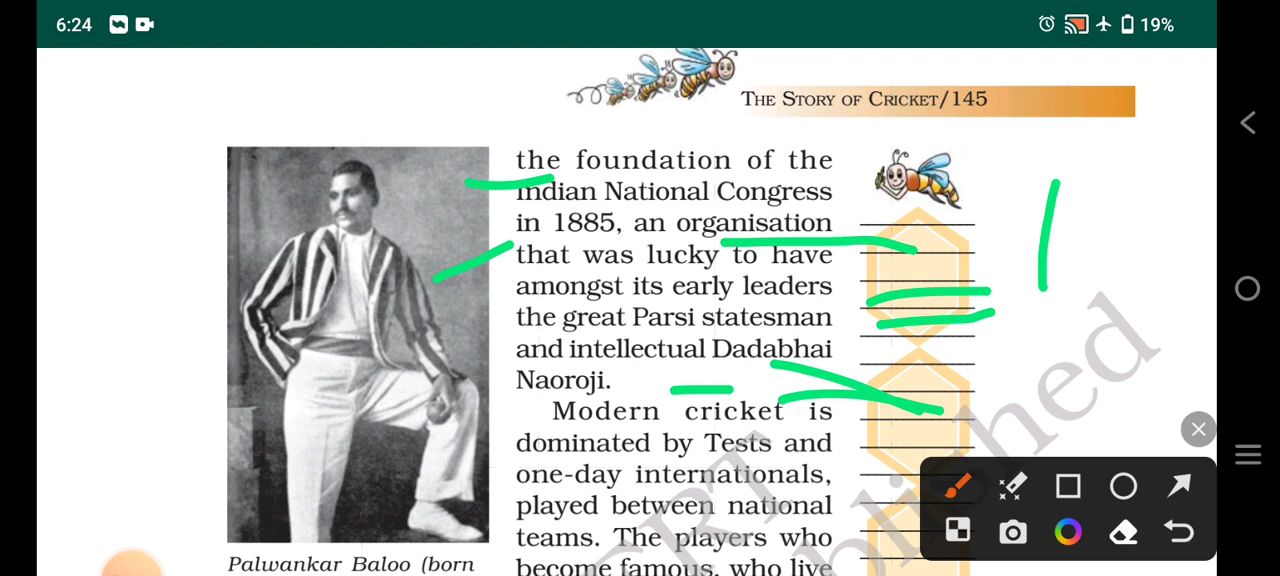 6:24
19%
THE STORY OF CRICKET/145
the foundation of the
Indian National Congress
in 1885, an organisation
that was lucky to have
amongst its early leaders
the great Parsi statesman
and intellectual Dadabhai
Naoroji.
Modern cricket is
dominated by Tests and
one-day internationals,
played between national
teams. The players who
become famous, who live
Palwankar Baloo (born